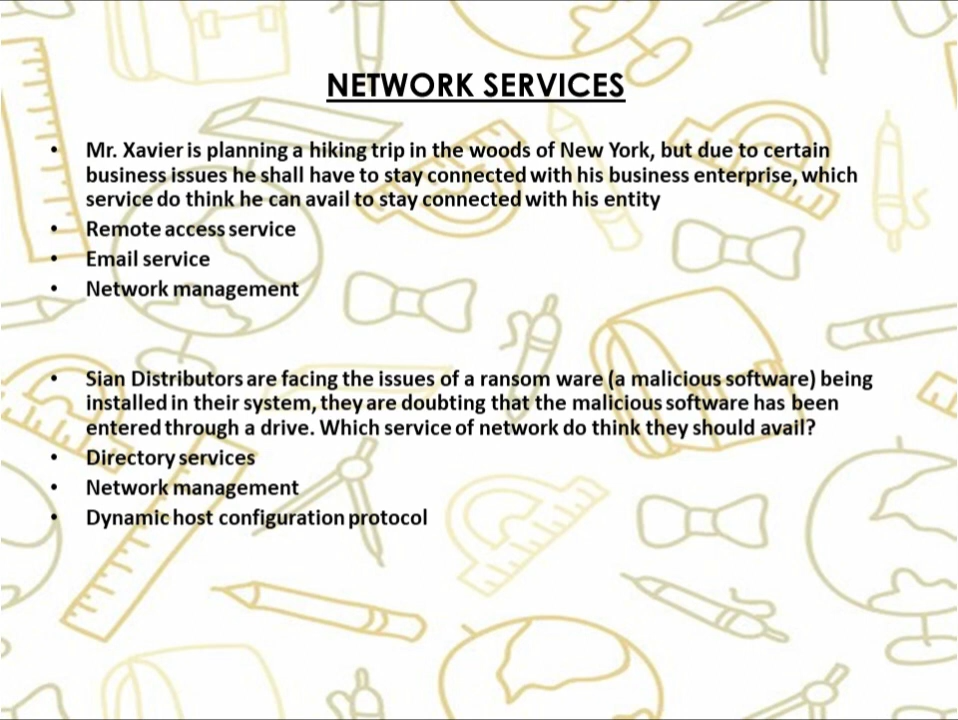 NETWORK SERVICES
• Mr. Xavier is planning a hiking trip in the woods of New York, but due to certain
business issues he shall have to stay connected with his business enterprise, which
service do think he can avail to stay connected with his entity
• Remote access service
• Email service
• Network management
• Sian Distributors are facing the issues of a ransom ware (a malicious software) being
installed in their system, they are doubting that the malicious software has been
entered through a drive. Which service of network do think they should avail?
• Directory services
• Network management
• Dynamic host configuration protocol